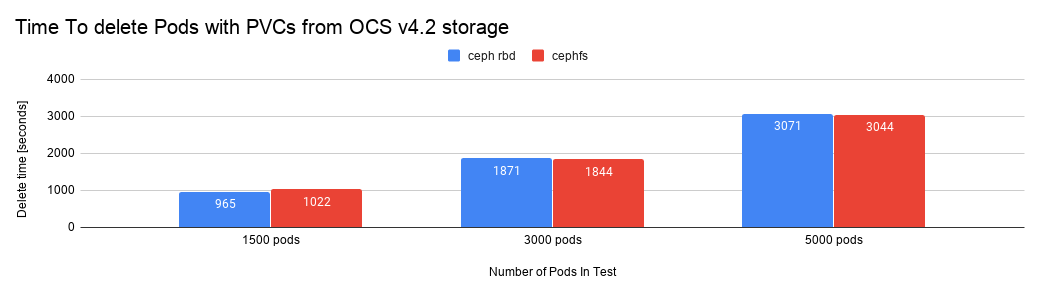 Time To delete Pods with PVCs from OCS v4.2 storage
ceph rbd cephfs
Delete time [seconds]
4000
3000
2000
1000
0
965 1022
1871 1844
3071 3044
1500 pods 3000 pods 5000 pods
Number of Pods In Test